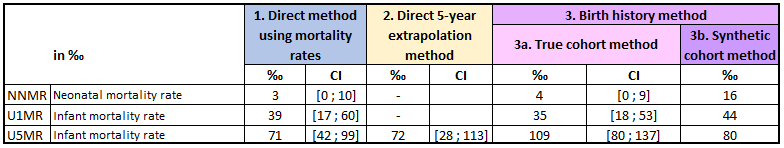 in ‰ 1. Direct method using mortality rates 2. Direct 5-year extrapolation method 3. Birth history method
3a. True cohort method 3b. Synthetic cohort method
‰ CI ‰ CI ‰ CI ‰
NNMR Neonatal mortality rate 3 [0 ; 10] - 4 [0 ; 9] 16
U1MR Infant mortality rate 39 [17 ; 60] - 35 [18 ; 53] 44
U5MR Infant mortality rate 71 [42 ; 99] 72 [28 ; 113] 109 [80 ; 137] 80